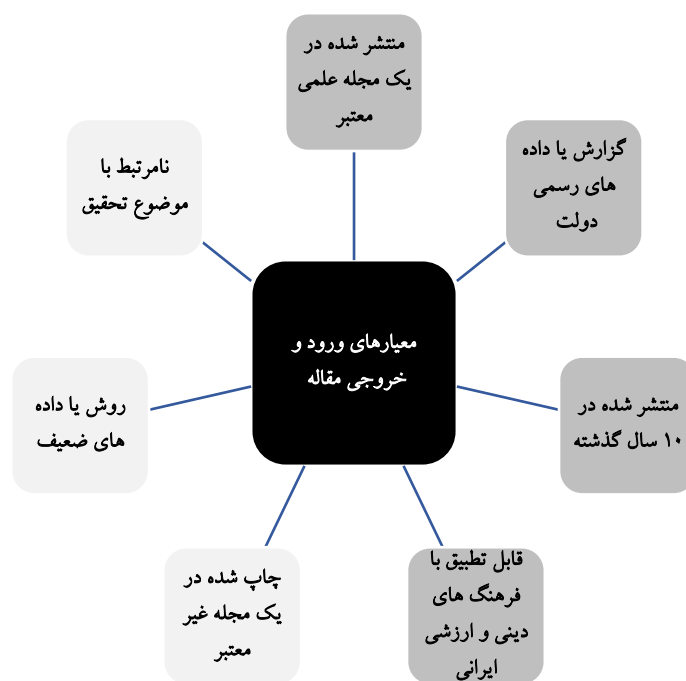 منتشر شده در
یک مجله علمی
معتبر
گزارش یا داده
های رسمی
دولت
منتشر شده در
۱۰ سال گذشته
قابل تطبیق با
فرهنگ های
دینی و ارزشی
ایرانی
چاپ شده در
یک مجله غیر
معتبر
روش یا داده
های ضعیف
نامرتبط با
موضوع تحقیق
معیارهای ورود و
خروجی مقاله